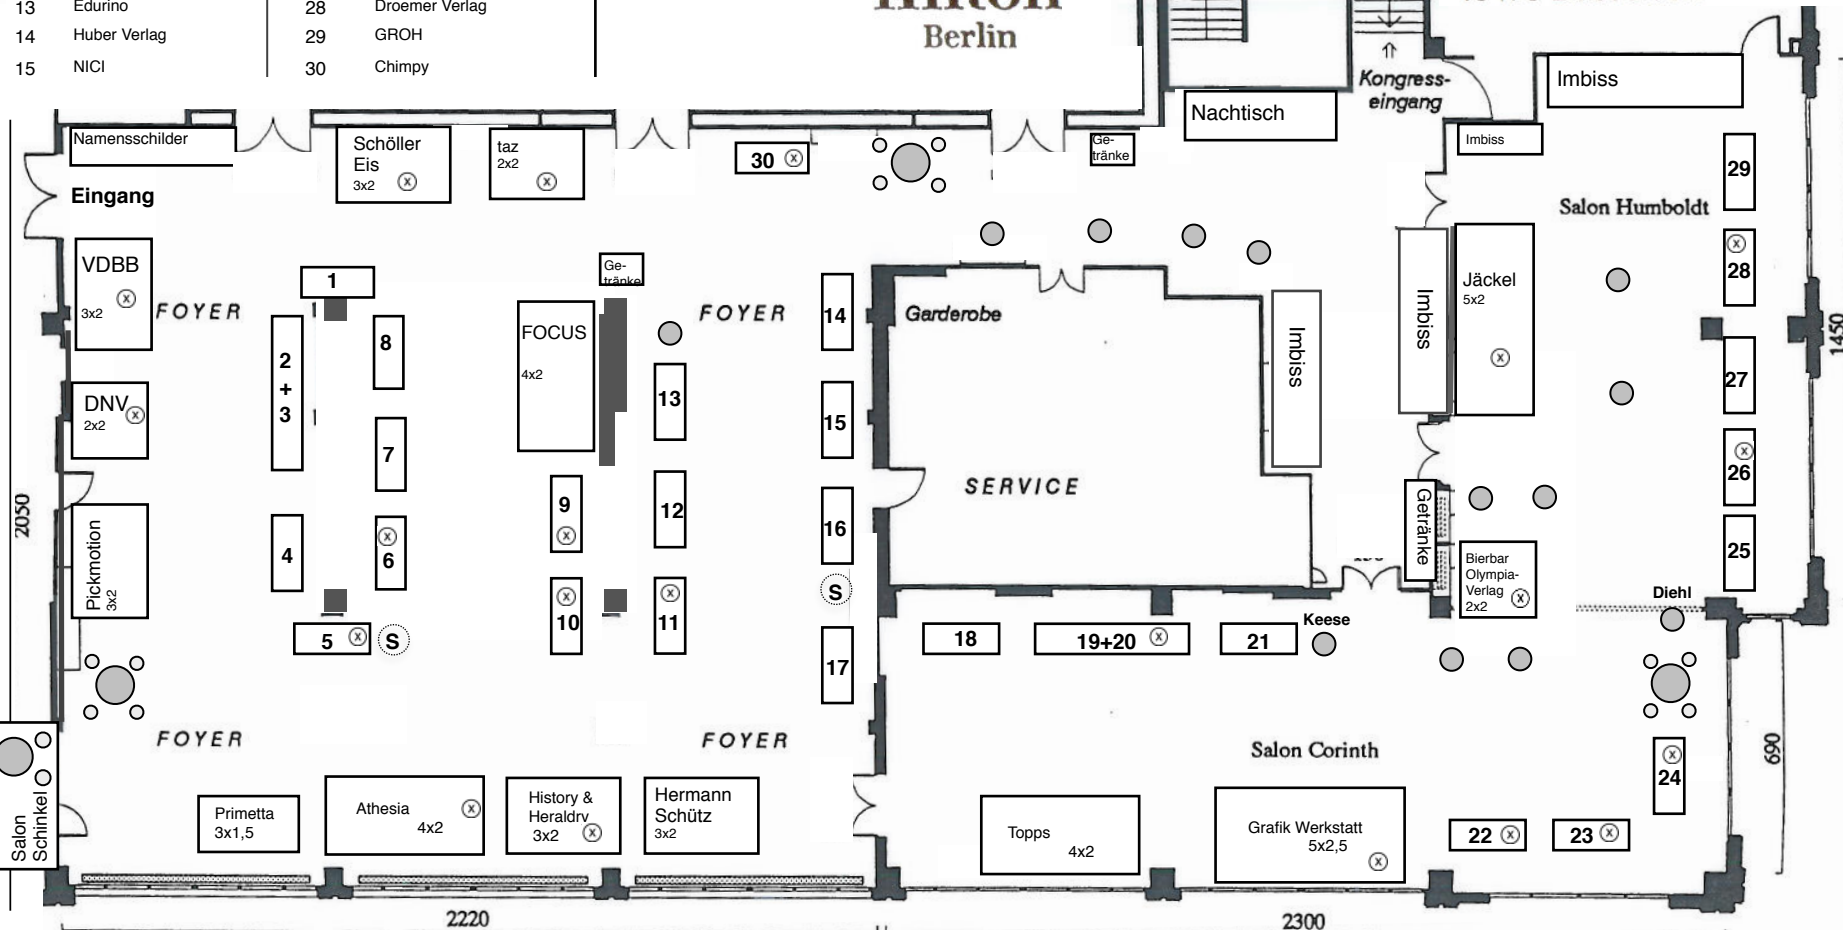 13 Edurino
28 Droemer Verlag
14 Huber Verlag
29 GROH
15 NICI
30 Chimpy
Hilton
Berlin
Kongress-
eingang
Imbiss
Nachtisch
Namensschilder
Schöller
Eis
3x2
x
taz
2x2
x
30 x
Ge-
tränke
Imbiss
29
Eingang
Salon Humboldt
VDBB
3x2
x
FOYER
1
Ge-
tränke
FOYER
14
Garderobe
28
x
Jäckel
5x2
x
Imbiss
Imbiss
1450
FOCUS
4x2
8
2
+
3
13
27
DNV
2x2
x
15
7
26
x
SERVICE
2050
9
x
12
16
Getränke
Pickmotion
3x2
4
6
x
25
Bierbar
Olympia-
Verlag
2x2
x
S
Diehl
10
x
11
x
5 x
S
18
19+20 x
21
Keese
17
FOYER
FOYER
Salon Corinth
690
24
x
Salon
Schinkel
Primetta
3x1,5
Athesia
4x2
x
History &
Heraldry
3x2
x
Hermann
Schütz
3x2
Topps
4x2
Grafik Werkstatt
5x2,5
x
22 x
23 x
2220
2300